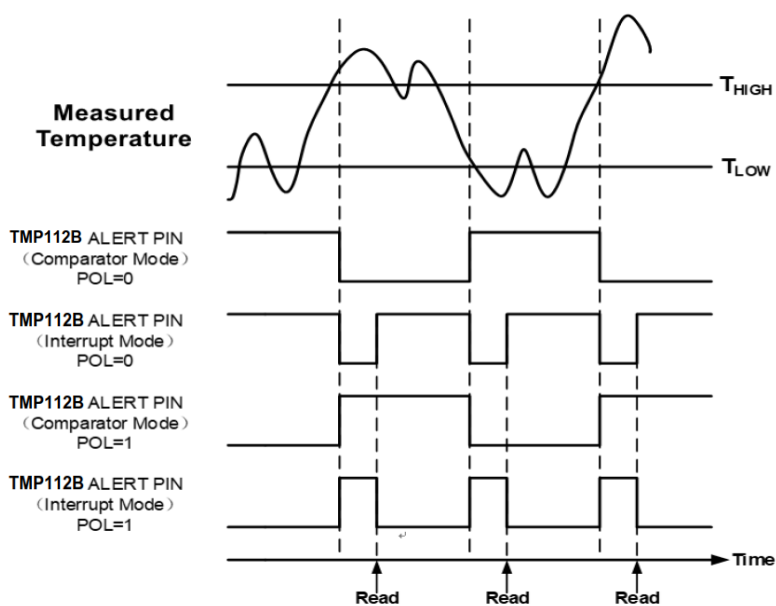 Measured
Temperature
THIGH
TLOW
TMP112B ALERT PIN
（Comparator Mode）
POL=0
TMP112B ALERT PIN
（Interrupt Mode）
POL=0
TMP112B ALERT PIN
（Comparator Mode）
POL=1
TMP112B ALERT PIN
（Interrupt Mode）
POL=1
Time
Read
Read
Read